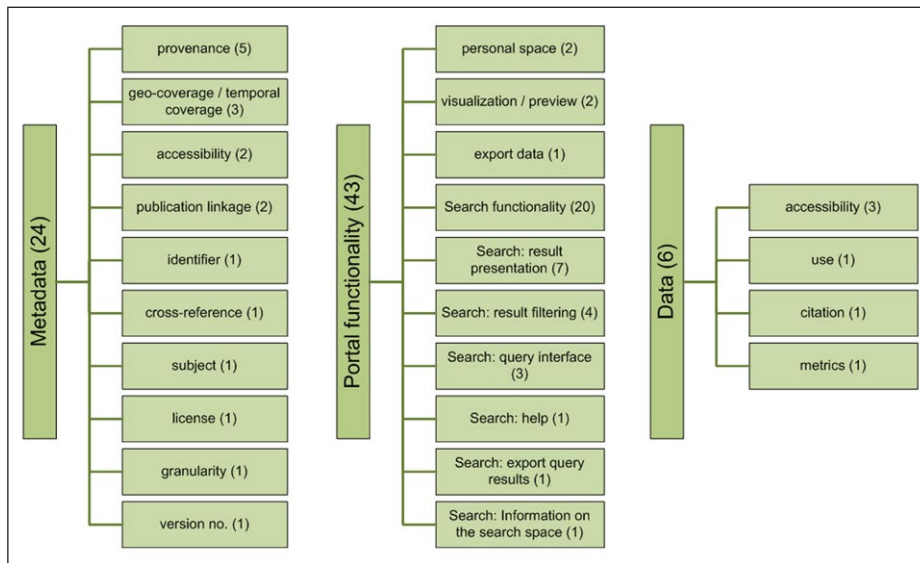 Metadata (24)
provenance (5)
geo-coverage / temporal
coverage (3)
accessibility (2)
publication linkage (2)
identifier (1)
cross-reference (1)
subject (1)
license (1)
granularity (1)
version no. (1)
Portal functionality (43)
personal space (2)
visualization / preview (2)
export data (1)
Search functionality (20)
Search: result
presentation (7)
Search: result filtering (4)
Search: query interface
(3)
Search: help (1)
Search: export query
results (1)
Search: Information on
the search space (1)
Data (6)
accessibility (3)
use (1)
citation (1)
metrics (1)